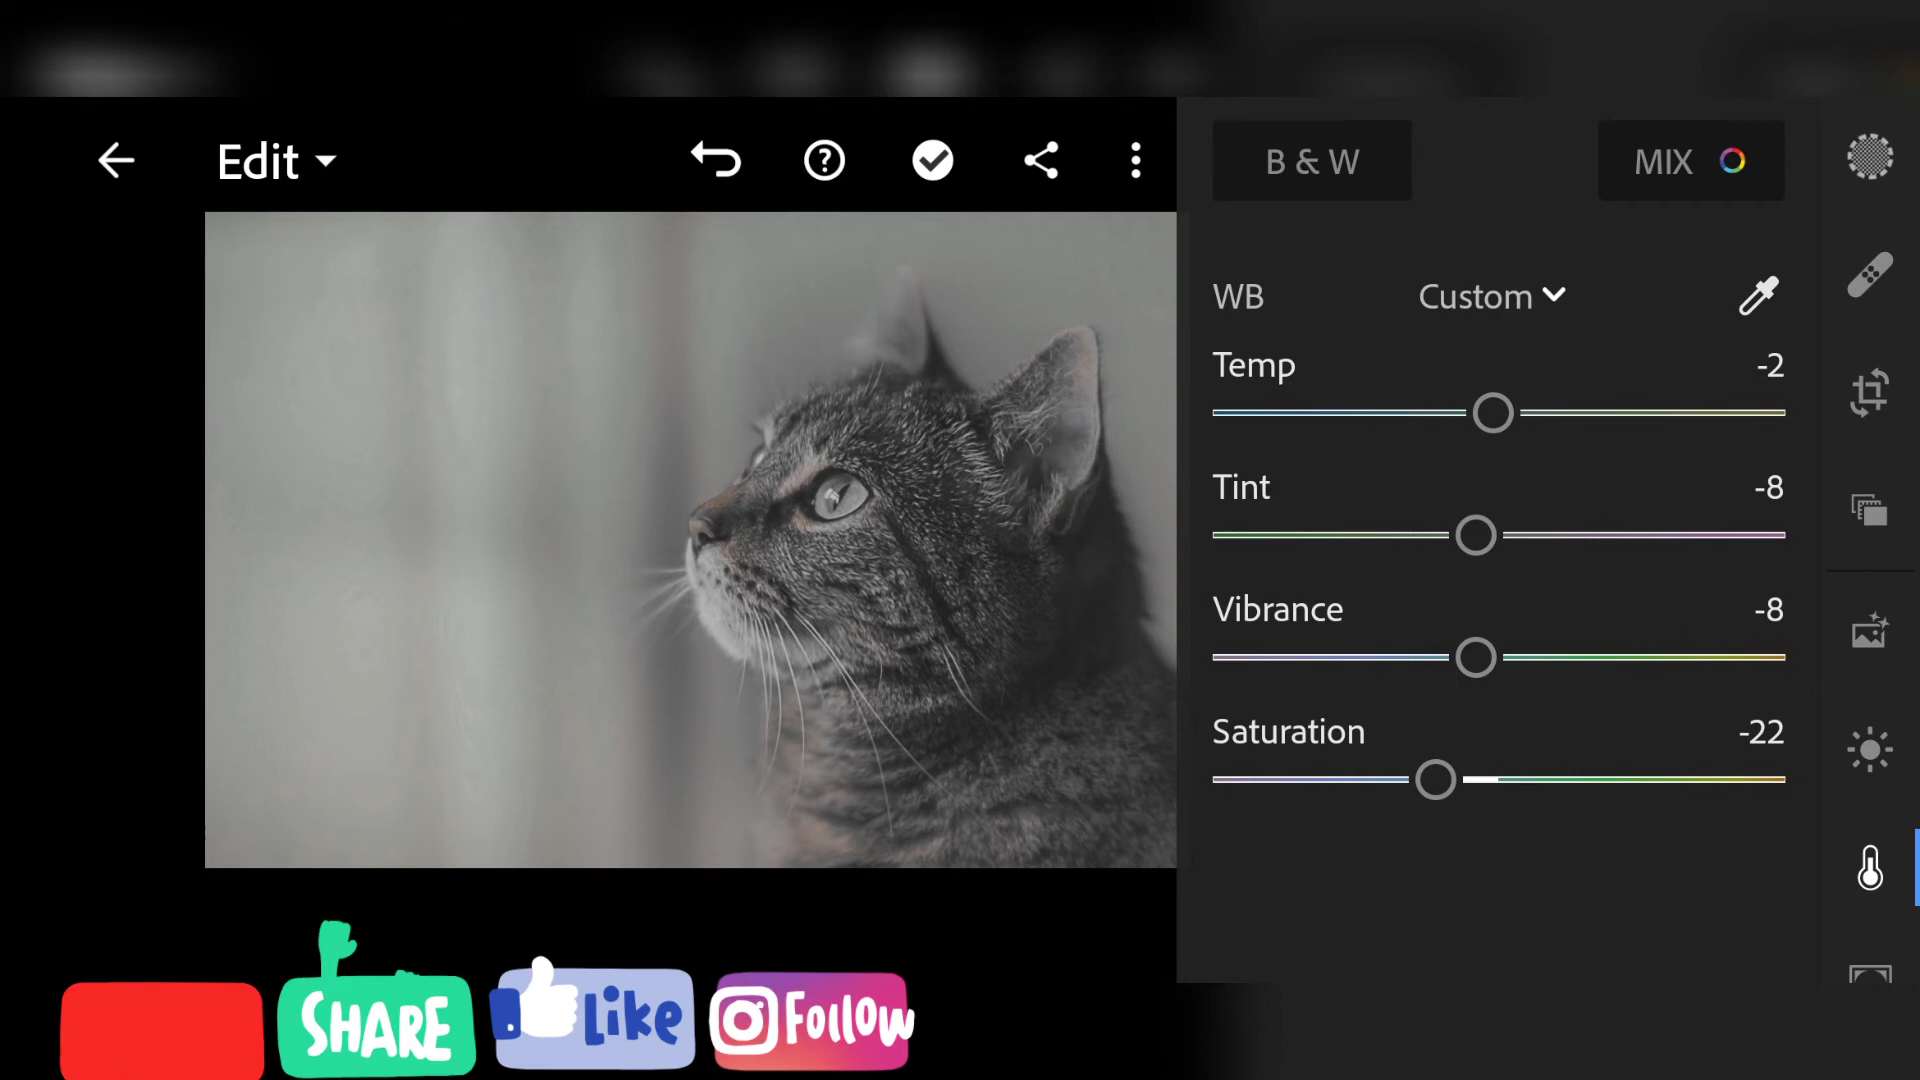 Edit
B & W
MIX
WB Custom
Temp -2
Tint -8
Vibrance -8
Saturation -22
SHARE
Like
Follow